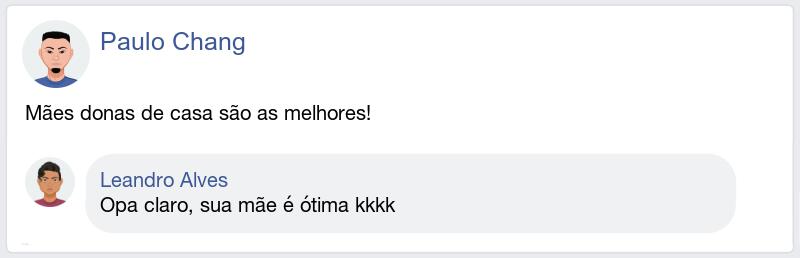 Paulo Chang
Mães donas de casa são as melhores!
Leandro Alves
Opa claro, sua mãe é ótima kkkk